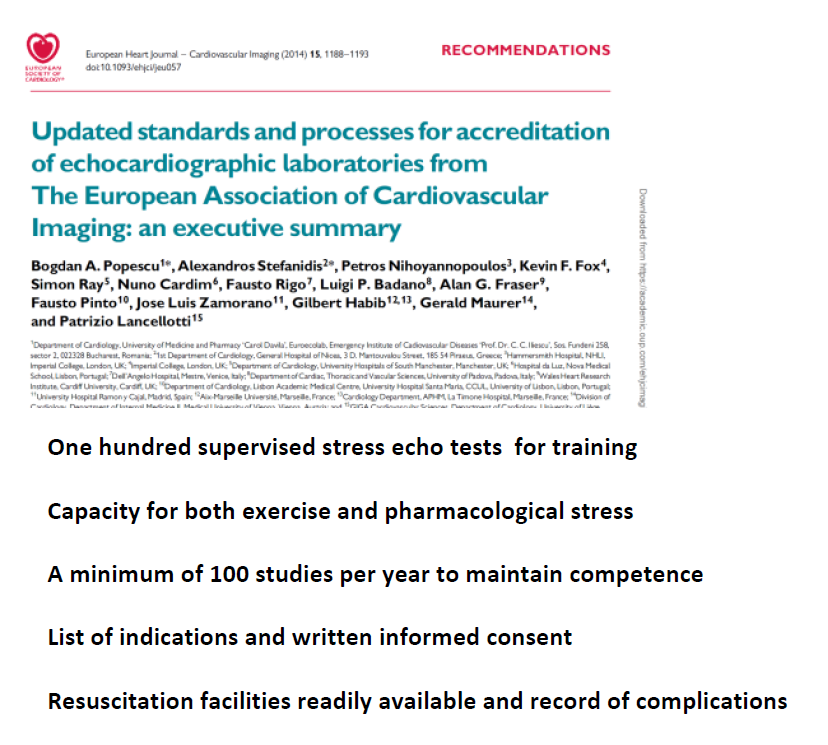 EUROPEAN
SOCIETY OF
CARDIOLOGY®
European Heart Journal – Cardiovascular Imaging (2014) 15, 1188–1193
doi:10.1093/ehjci/jeu057
RECOMMENDATIONS
Updated standards and processes for accreditation
of echocardiographic laboratories from
The European Association of Cardiovascular
Imaging: an executive summary
Bogdan A. Popescu1*, Alexandros Stefanidis2*, Petros Nihoyannopoulos3, Kevin F. Fox4,
Simon Ray5, Nuno Cardim6, Fausto Rigo7, Luigi P. Badano8, Alan G. Fraser9,
Fausto Pinto10, Jose Luis Zamorano11, Gilbert Habib12,13, Gerald Maurer14,
and Patrizio Lancellotti15
1Department of Cardiology, University of Medicine and Pharmacy 'Carol Davila', Euroecolab, Emergency Institute of Cadiovascular Diseases 'Prof. Dr. C. C. Iliescu', Sos. Fundeni 258,
sector 2, 022328 Bucharest, Romania; 21st Department of Cardiology, General Hospital of Nicea, 3 D. Mantouvalou Street, 185 54 Piraeus, Greece; 3Hammersmith Hospital, NHLI,
Imperial College, London, UK; 4Imperial College, London, UK; 5Department of Cardiology, University Hospitals of South Manchester, Manchester, UK; 6Hospital da Luz, Nova Medical
School, Lisbon, Portugal; 7Dell'Angelo Hospital, Mestre, Venice, Italy; 8Department of Cardiac, Thoracic and Vascular Sciences, University of Padova, Padova, Italy; 9Wales Heart Research
Institute, Cardiff University, Cardiff, UK; 10Department of Cardiology, Lisbon Academic Medical Centre, University Hospital Santa Maria, CCUL, University of Lisbon, Lisbon, Portugal;
11University Hospital Ramon y Cajal, Madrid, Spain; 12Aix-Marseille Université, Marseille, France; 13Cardiology Department, APHM, La Timone Hospital, Marseille, France; 14Division of
Cardiology, Department of Internal Medicine II, Medical University of Vienna, Vienna, Austria; and 15GIGA Cardiovascular Sciences, Department of Cardiology, University of Liège,
Downloaded from https://academic.oup.com/ehjcimag
One hundred supervised stress echo tests for training
Capacity for both exercise and pharmacological stress
A minimum of 100 studies per year to maintain competence
List of indications and written informed consent
Resuscitation facilities readily available and record of complications